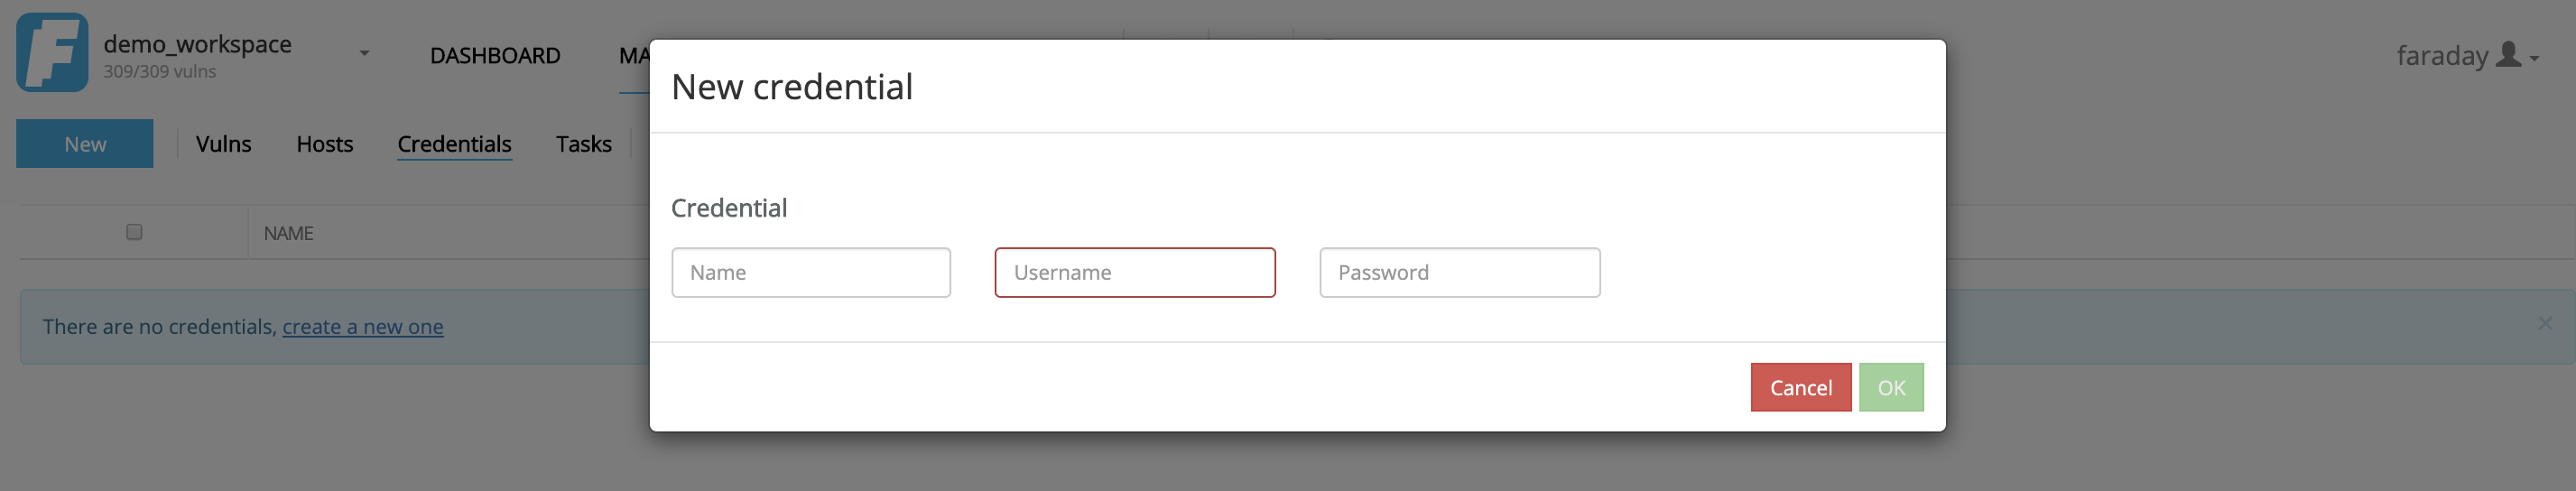 demo_workspace
309/309 vulns
DASHBOARD
MA
faraday
New
Vulns
Hosts
Credentials
Tasks
NAME
There are no credentials, create a new one
New credential
Credential
Name
Username
Password
Cancel
OK